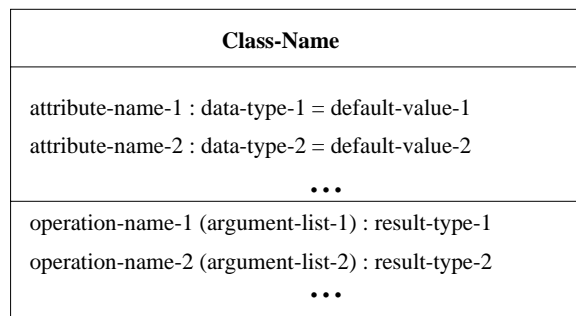 Class-Name
attribute-name-1 : data-type-1 = default-value-1
attribute-name-2 : data-type-2 = default-value-2
...
operation-name-1 (argument-list-1) : result-type-1
operation-name-2 (argument-list-2) : result-type-2
...